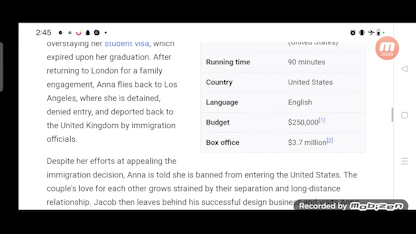 2:45
overstaying her student visa, which
expired upon her graduation. After
returning to London for a family
engagement, Anna flies back to Los
Angeles, where she is detained,
denied entry, and deported back to
the United Kingdom by immigration
officials.
(United States)
Running time 90 minutes
Country United States
Language English
Budget $250,000[1]
Box office $3.7 million[2]
Despite her efforts at appealing the
immigration decision, Anna is told she is banned from entering the United States. The
couple's love for each other grows strained by their separation and long-distance
relationship. Jacob then leaves behind his successful design business and
Recorded by Mobizen